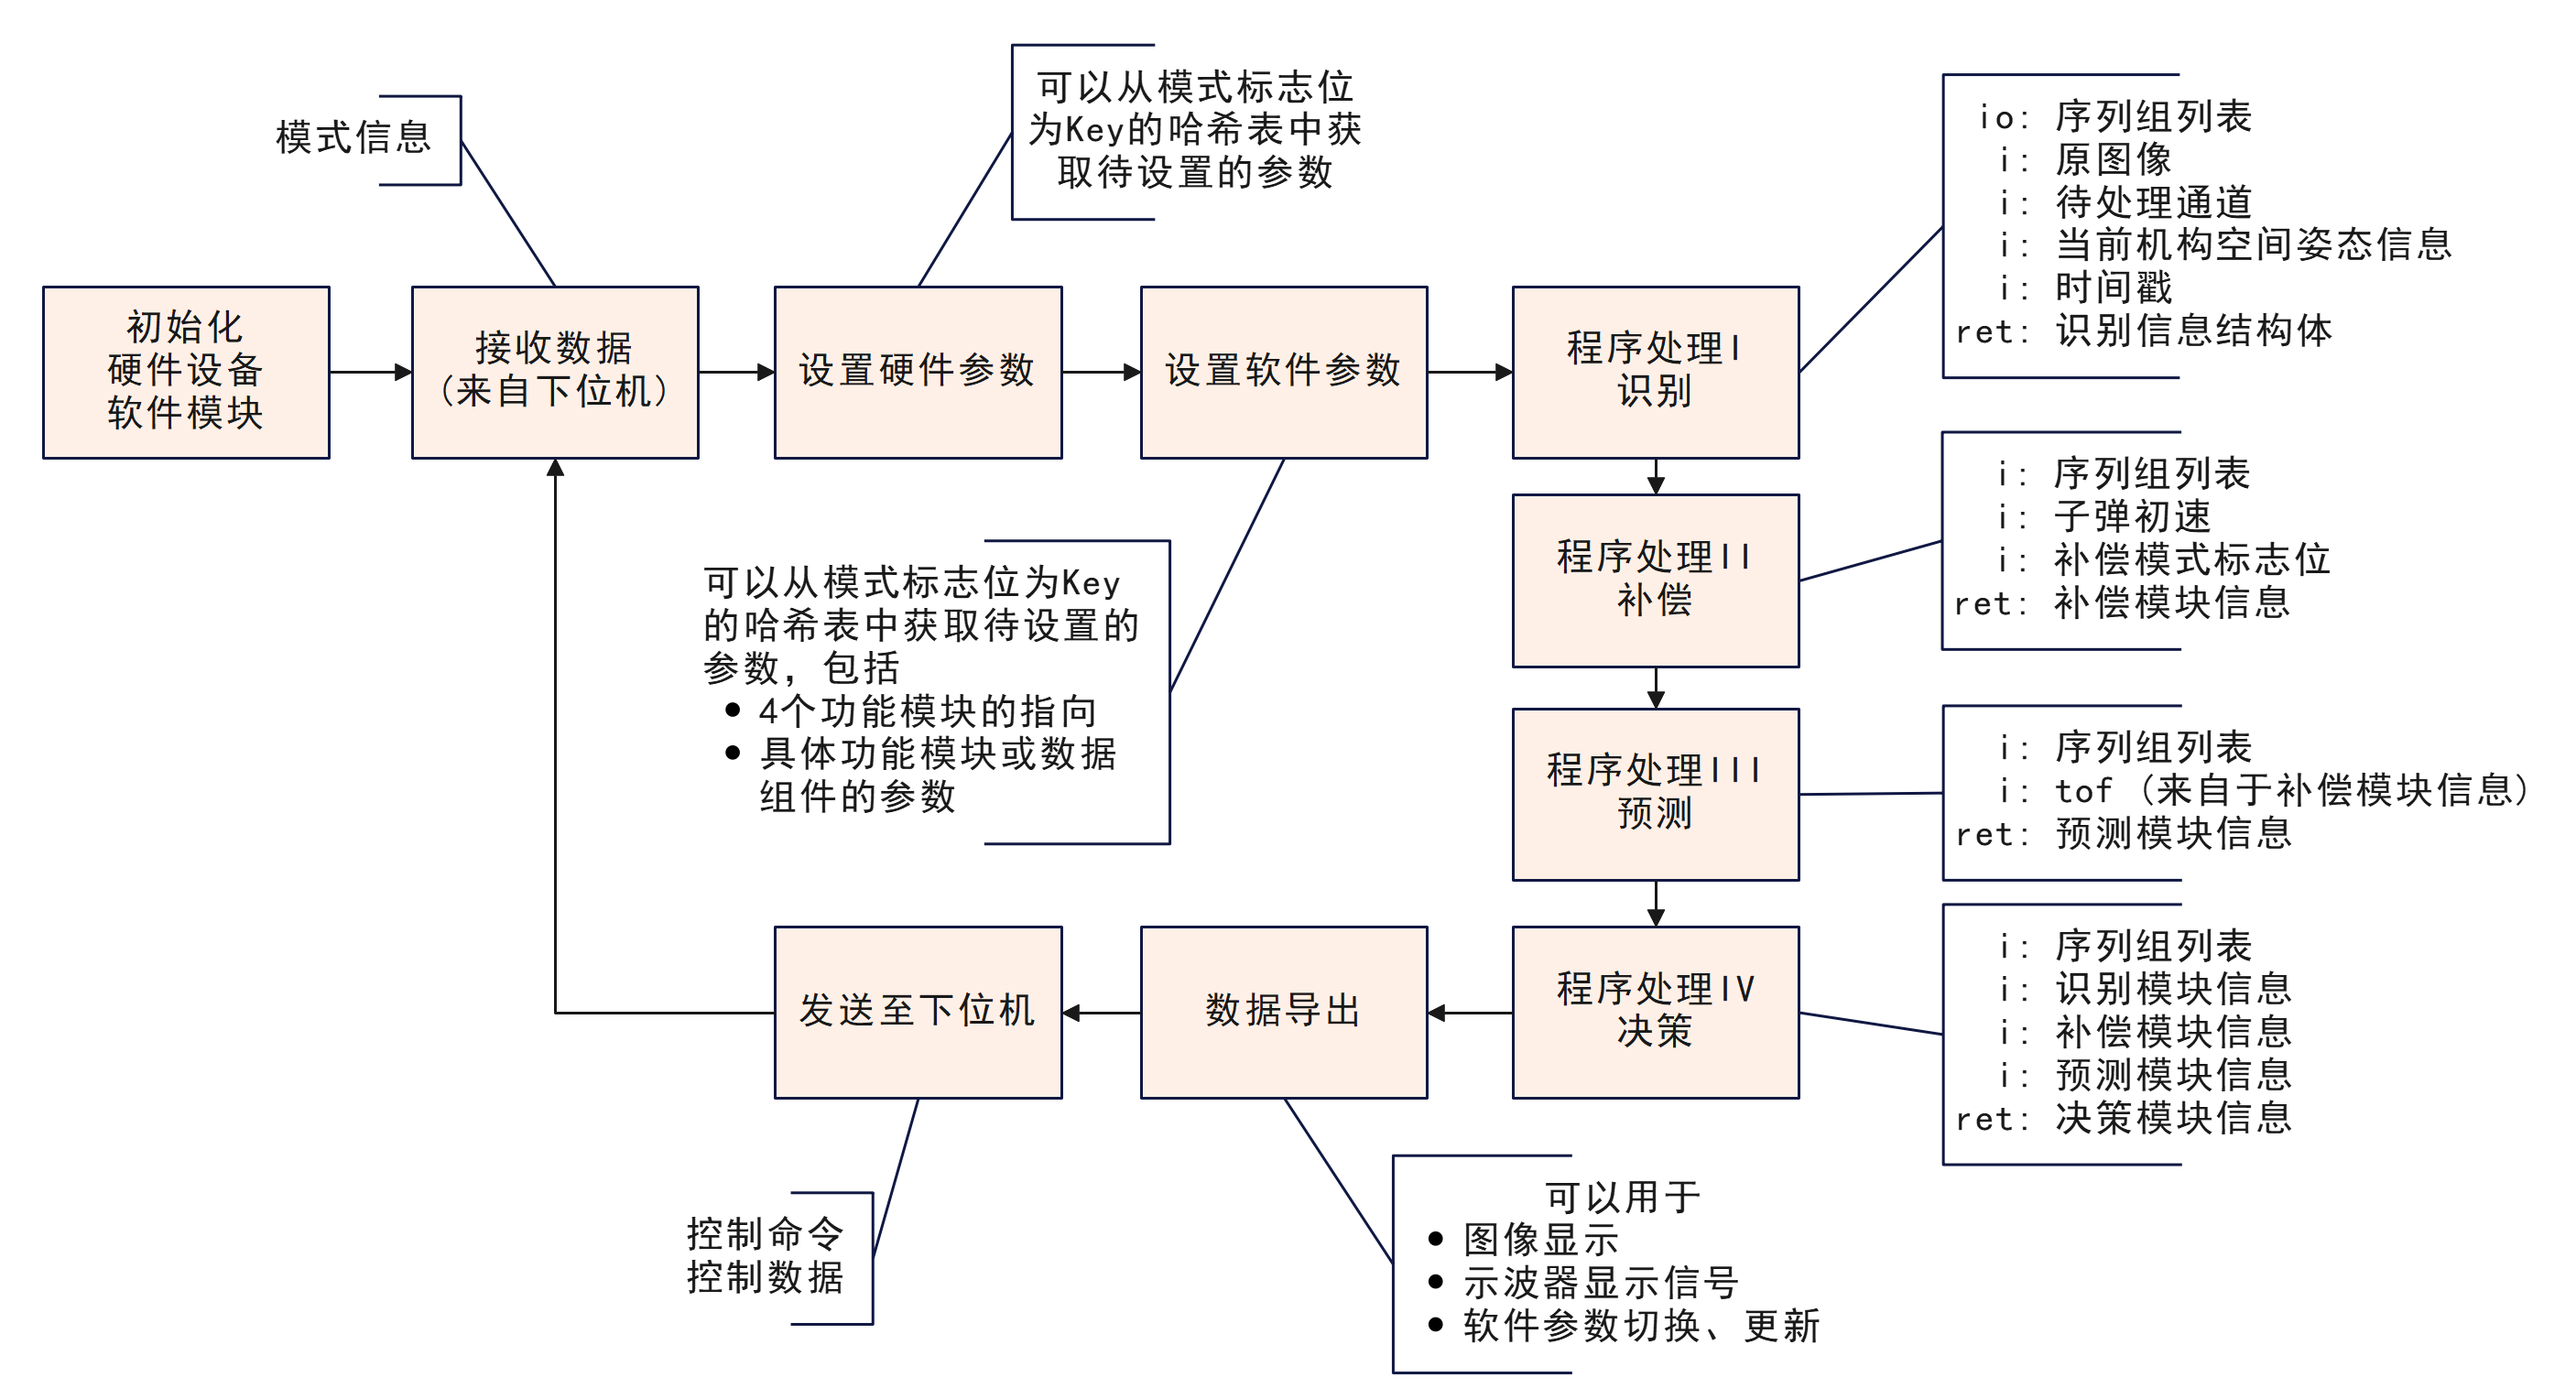 模式信息
可以从模式标志位
为Key的哈希表中获
取待设置的参数
初始化
硬件设备
软件模块
接收数据
（来自下位机）
设置硬件参数
设置软件参数
程序处理I
识别
io: 序列组列表
i: 原图像
i: 待处理通道
i: 当前机构空间姿态信息
i: 时间戳
ret: 识别信息结构体
程序处理II
补偿
i: 序列组列表
i: 子弹初速
i: 补偿模式标志位
ret: 补偿模块信息
可以从模式标志位为Key
的哈希表中获取待设置的
参数，包括
• 4个功能模块的指向
• 具体功能模块或数据
组件的参数
程序处理III
预测
i: 序列组列表
i: tof（来自于补偿模块信息）
ret: 预测模块信息
程序处理IV
决策
i: 序列组列表
i: 识别模块信息
i: 补偿模块信息
i: 预测模块信息
ret: 决策模块信息
数据导出
发送至下位机
控制命令
控制数据
可以用于
• 图像显示
• 示波器显示信号
• 软件参数切换、更新